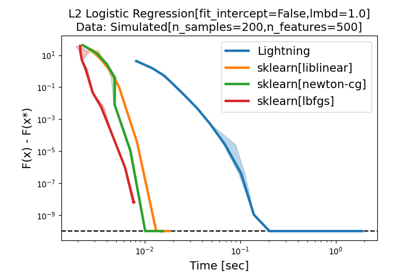 L2 Logistic Regression[fit_intercept=False,lmbd=1.0]
Data: Simulated[n_samples=200,n_features=500]
Lightning
sklearn[liblinear]
sklearn[newton-cg]
sklearn[lbfgs]
F(x) - F(x*)
10¹
10⁻¹
10⁻³
10⁻⁵
10⁻⁷
10⁻⁹
10⁻² 10⁻¹ 10⁰
Time [sec]